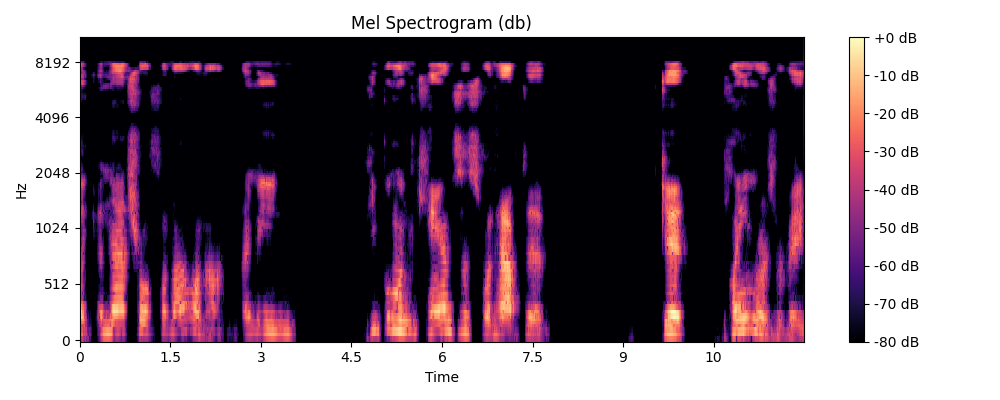 Mel Spectrogram (db)
Hz
8192
4096
2048
1024
512
0
0 1.5 3 4.5 6 7.5 9 10
Time
+0 dB
-10 dB
-20 dB
-30 dB
-40 dB
-50 dB
-60 dB
-70 dB
-80 dB